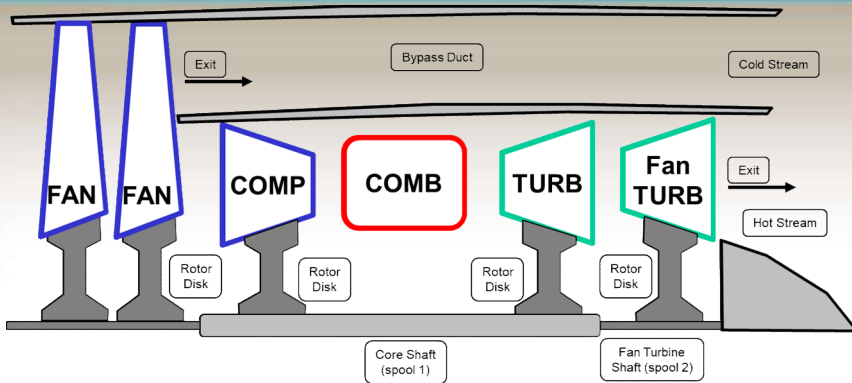 Exit
Bypass Duct
Cold Stream
FAN
FAN
COMP
COMB
TURB
Fan
TURB
Exit
Hot Stream
Rotor
Disk
Rotor
Disk
Rotor
Disk
Rotor
Disk
Core Shaft
(spool 1)
Fan Turbine
Shaft (spool 2)